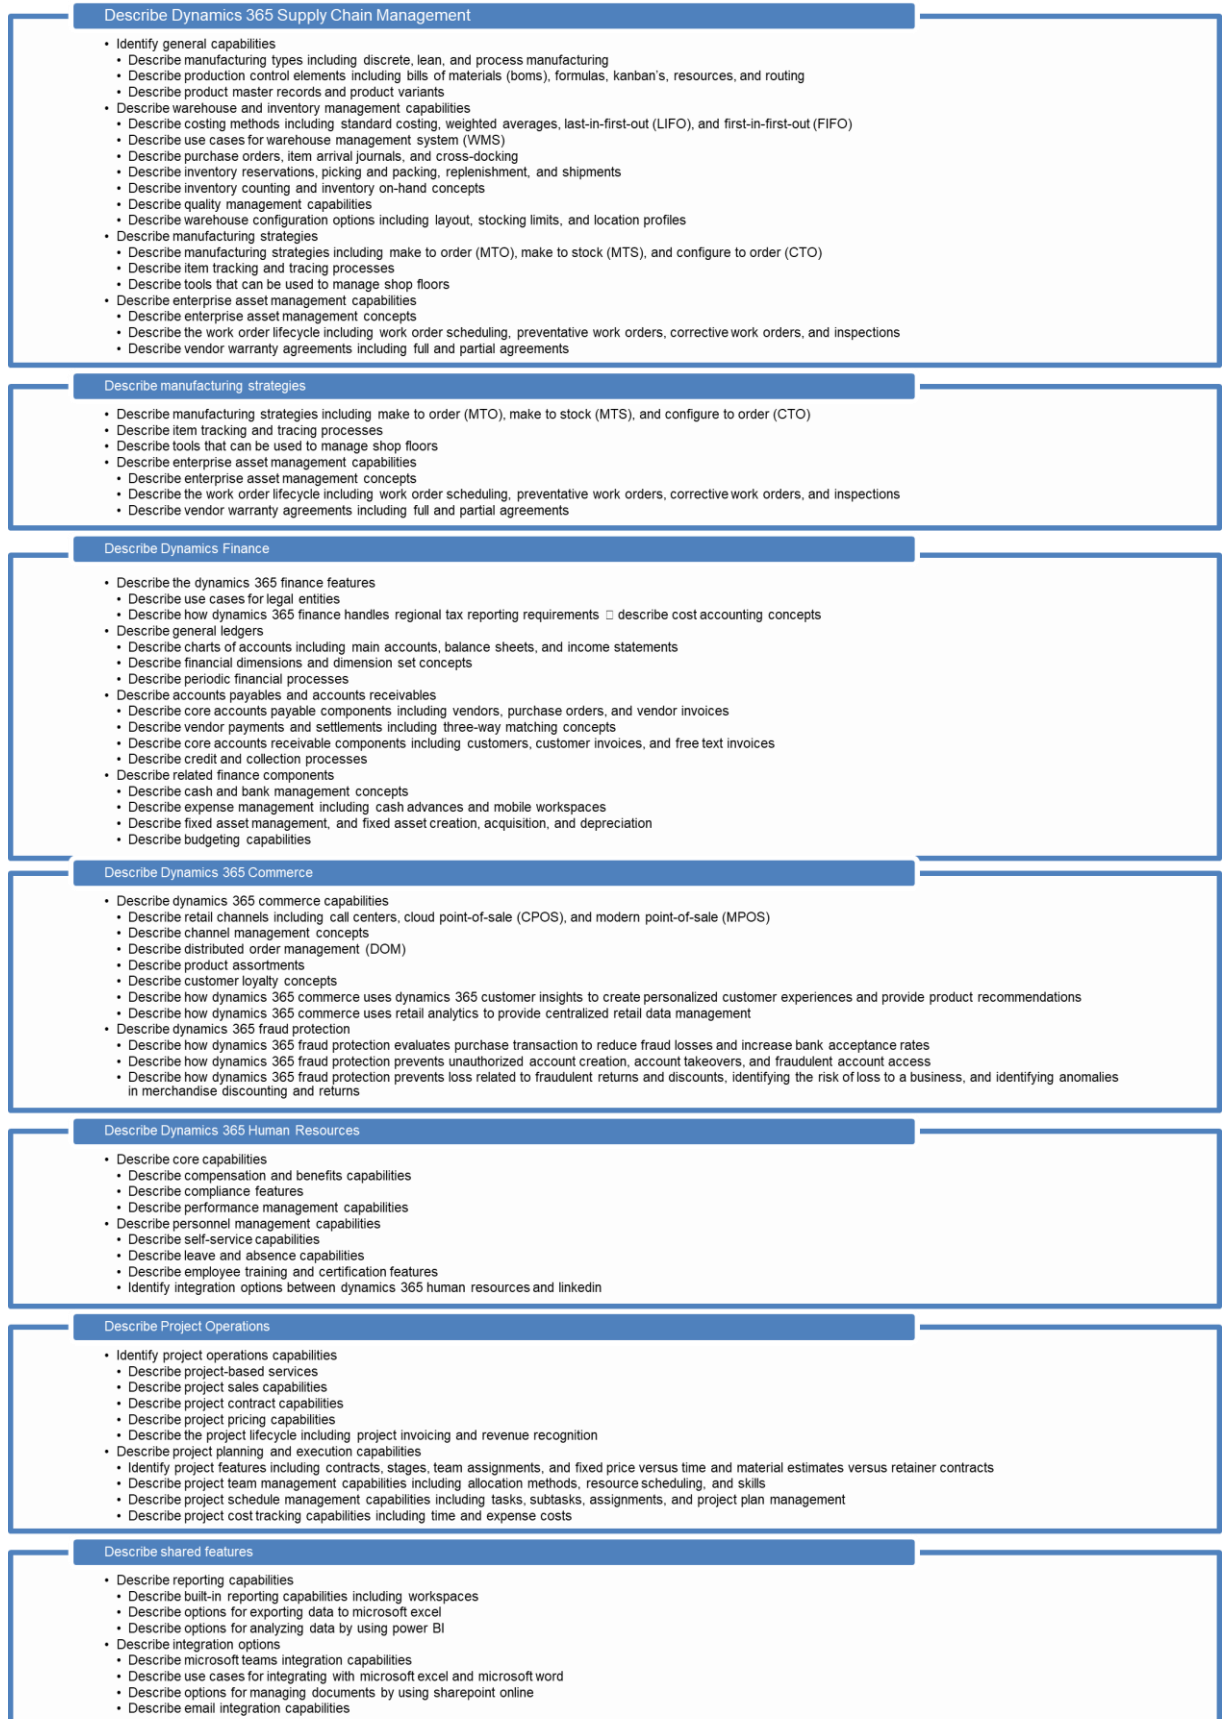 Describe Dynamics 365 Supply Chain Management
• Identify general capabilities
• Describe manufacturing types including discrete, lean, and process manufacturing
• Describe production control elements including bills of materials (boms), formulas, kanban's, resources, and routing
• Describe product master records and product variants
• Describe warehouse and inventory management capabilities
• Describe costing methods including standard costing, weighted averages, last-in-first-out (LIFO), and first-in-first-out (FIFO)
• Describe use cases for warehouse management system (WMS)
• Describe purchase orders, item arrival journals, and cross-docking
• Describe inventory reservations, picking and packing, replenishment, and shipments
• Describe inventory counting and inventory on-hand concepts
• Describe quality management capabilities
• Describe warehouse configuration options including layout, stocking limits, and location profiles
• Describe manufacturing strategies
• Describe manufacturing strategies including make to order (MTO), make to stock (MTS), and configure to order (CTO)
• Describe item tracking and tracing processes
• Describe tools that can be used to manage shop floors
• Describe enterprise asset management capabilities
• Describe enterprise asset management concepts
• Describe the work order lifecycle including work order scheduling, preventative work orders, corrective work orders, and inspections
• Describe vendor warranty agreements including full and partial agreements
Describe manufacturing strategies
• Describe manufacturing strategies including make to order (MTO), make to stock (MTS), and configure to order (CTO)
• Describe item tracking and tracing processes
• Describe tools that can be used to manage shop floors
• Describe enterprise asset management capabilities
• Describe enterprise asset management concepts
• Describe the work order lifecycle including work order scheduling, preventative work orders, corrective work orders, and inspections
• Describe vendor warranty agreements including full and partial agreements
Describe Dynamics Finance
• Describe the dynamics 365 finance features
• Describe use cases for legal entities
• Describe how dynamics 365 finance handles regional tax reporting requirements □ describe cost accounting concepts
• Describe general ledgers
• Describe charts of accounts including main accounts, balance sheets, and income statements
• Describe financial dimensions and dimension set concepts
• Describe periodic financial processes
• Describe accounts payables and accounts receivables
• Describe core accounts payable components including vendors, purchase orders, and vendor invoices
• Describe vendor payments and settlements including three-way matching concepts
• Describe core accounts receivable components including customers, customer invoices, and free text invoices
• Describe credit and collection processes
• Describe related finance components
• Describe cash and bank management concepts
• Describe expense management including cash advances and mobile workspaces
• Describe fixed asset management, and fixed asset creation, acquisition, and depreciation
• Describe budgeting capabilities
Describe Dynamics 365 Commerce
• Describe dynamics 365 commerce capabilities
• Describe retail channels including call centers, cloud point-of-sale (CPOS), and modern point-of-sale (MPOS)
• Describe channel management concepts
• Describe distributed order management (DOM)
• Describe product assortments
• Describe customer loyalty concepts
• Describe how dynamics 365 commerce uses dynamics 365 customer insights to create personalized customer experiences and provide product recommendations
• Describe how dynamics 365 commerce uses retail analytics to provide centralized retail data management
• Describe dynamics 365 fraud protection
• Describe how dynamics 365 fraud protection evaluates purchase transaction to reduce fraud losses and increase bank acceptance rates
• Describe how dynamics 365 fraud protection prevents unauthorized account creation, account takeovers, and fraudulent account access
• Describe how dynamics 365 fraud protection prevents loss related to fraudulent returns and discounts, identifying the risk of loss to a business, and identifying anomalies
in merchandise discounting and returns
Describe Dynamics 365 Human Resources
• Describe core capabilities
• Describe compensation and benefits capabilities
• Describe compliance features
• Describe performance management capabilities
• Describe personnel management capabilities
• Describe self-service capabilities
• Describe leave and absence capabilities
• Describe employee training and certification features
• Identify integration options between dynamics 365 human resources and linkedin
Describe Project Operations
• Identify project operations capabilities
• Describe project-based services
• Describe project sales capabilities
• Describe project contract capabilities
• Describe project pricing capabilities
• Describe the project lifecycle including project invoicing and revenue recognition
• Describe project planning and execution capabilities
• Identify project features including contracts, stages, team assignments, and fixed price versus time and material estimates versus retainer contracts
• Describe project team management capabilities including allocation methods, resource scheduling, and skills
• Describe project schedule management capabilities including tasks, subtasks, assignments, and project plan management
• Describe project cost tracking capabilities including time and expense costs
Describe shared features
• Describe reporting capabilities
• Describe built-in reporting capabilities including workspaces
• Describe options for exporting data to microsoft excel
• Describe options for analyzing data by using power BI
• Describe integration options
• Describe microsoft teams integration capabilities
• Describe use cases for integrating with microsoft excel and microsoft word
• Describe options for managing documents by using sharepoint online
• Describe email integration capabilities